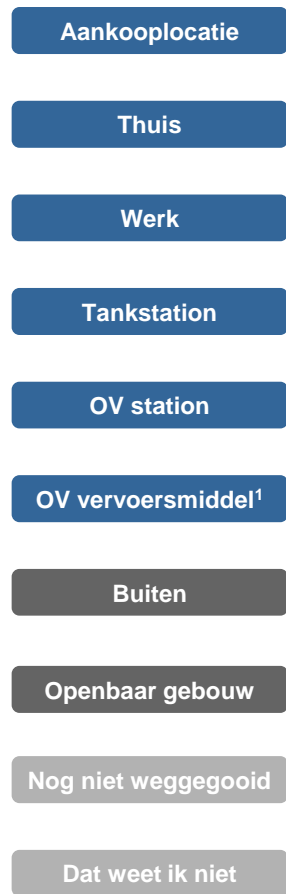 Aankooplocatie
Thuis
Werk
Tankstation
OV station
OV vervoersmiddel¹
Buiten
Openbaar gebouw
Nog niet weggegooid
Dat weet ik niet